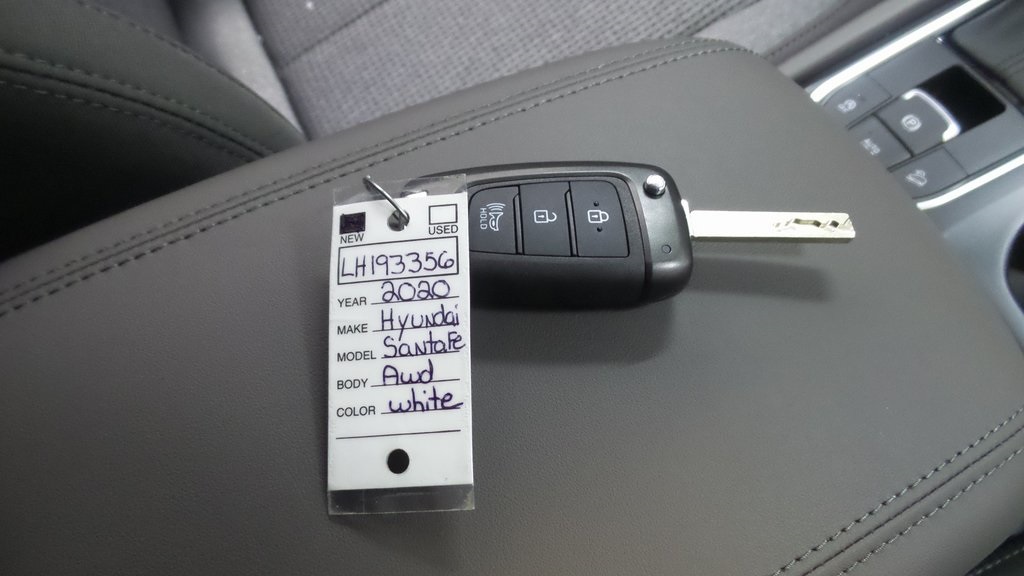 NEW USED
LH193356
YEAR 2020
MAKE Hyundai
MODEL SantaFe
BODY Awd
COLOR white
HOLD